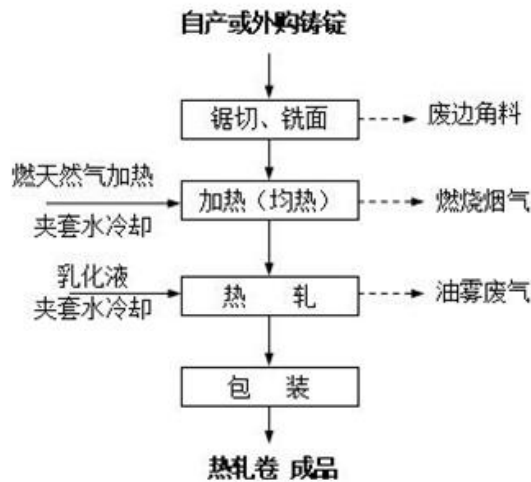 自产或外购铸锭
锯切、铣面
废边角料
燃天然气加热
夹套水冷却
加热（均热）
燃烧烟气
乳化液
夹套水冷却
热 轧
油雾废气
包 装
热轧卷 成品